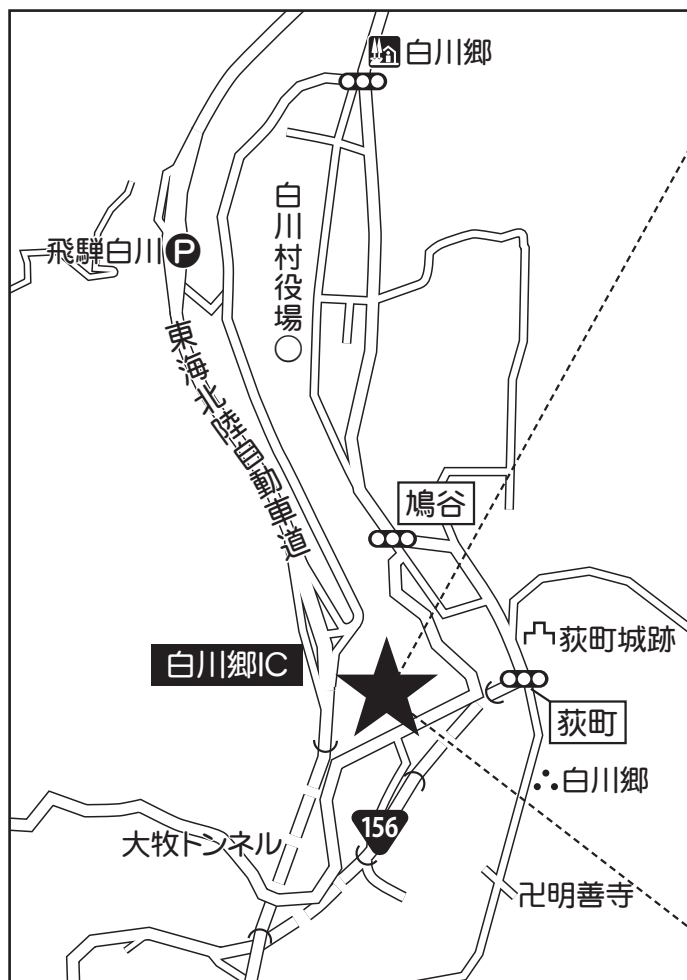 白川郷
飛騨白川
P
白川村役場
東海北陸自動車道
鳩谷
荻町城跡
白川郷IC
荻町
白川郷
156
大牧トンネル
卍明善寺